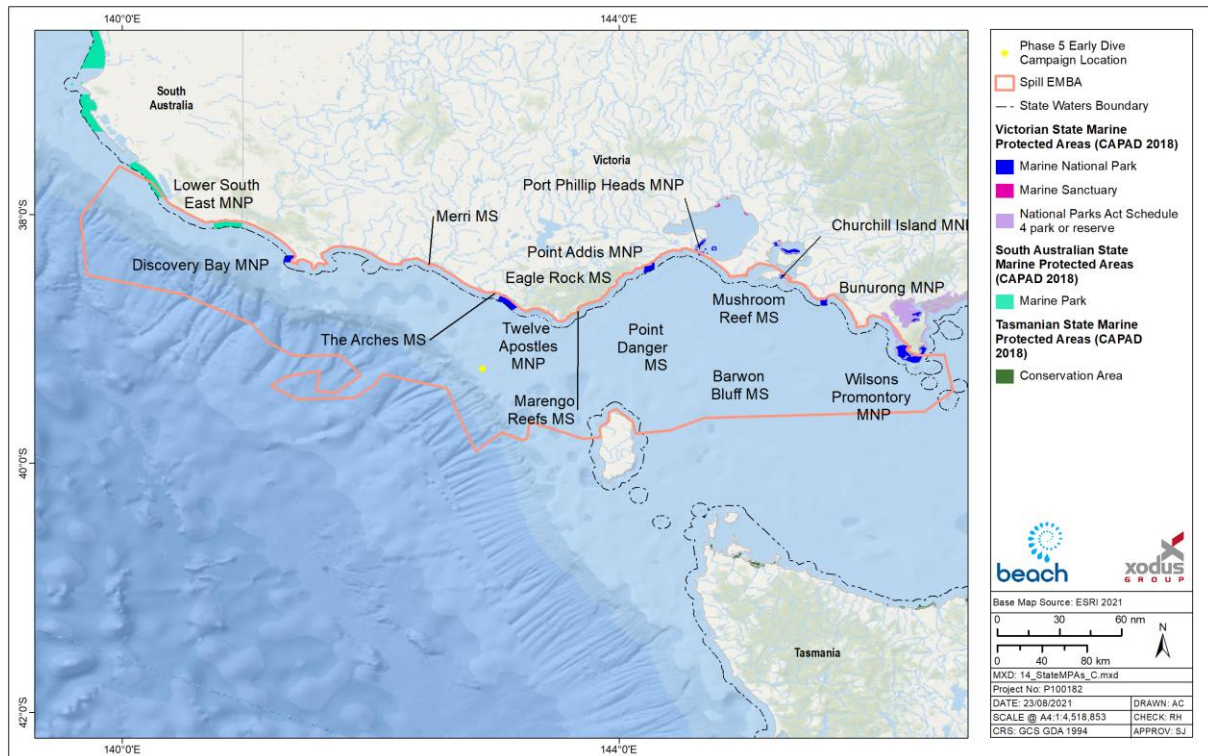 140°0'E
144°0'E
38°0'S
40°0'S
42°0'S
140°0'E
144°0'E
South
Australia
Victoria
Port Phillip Heads MNP
Lower South
East MNP
Merri MS
Churchill Island MNP
Point Addis MNP
Discovery Bay MNP
Eagle Rock MS
Bunurong MNP
Mushroom
Reef MS
The Arches MS
Twelve
Apostles
MNP
Point
Danger
MS
Marengo
Reefs MS
Barwon
Bluff MS
Wilsons
Promontory
MNP
Tasmania
Phase 5 Early Dive
Campaign Location
Spill EMBA
State Waters Boundary
Victorian State Marine
Protected Areas (CAPAD 2018)
Marine National Park
Marine Sanctuary
National Parks Act Schedule
4 park or reserve
South Australian State
Marine Protected Areas
(CAPAD 2018)
Marine Park
Tasmanian State Marine
Protected Areas (CAPAD
2018)
Conservation Area
beach
xodus
GROUP
Base Map Source: ESRI 2021
0 30 60 nm
N
0 40 80 km
MXD: 14_StateMPAs_C.mxd
Project No: P100182
DATE: 23/08/2021
DRAWN: AC
SCALE @ A4:1:4,518,853
CHECK: RH
CRS: GCS GDA 1994
APPROV: SJ